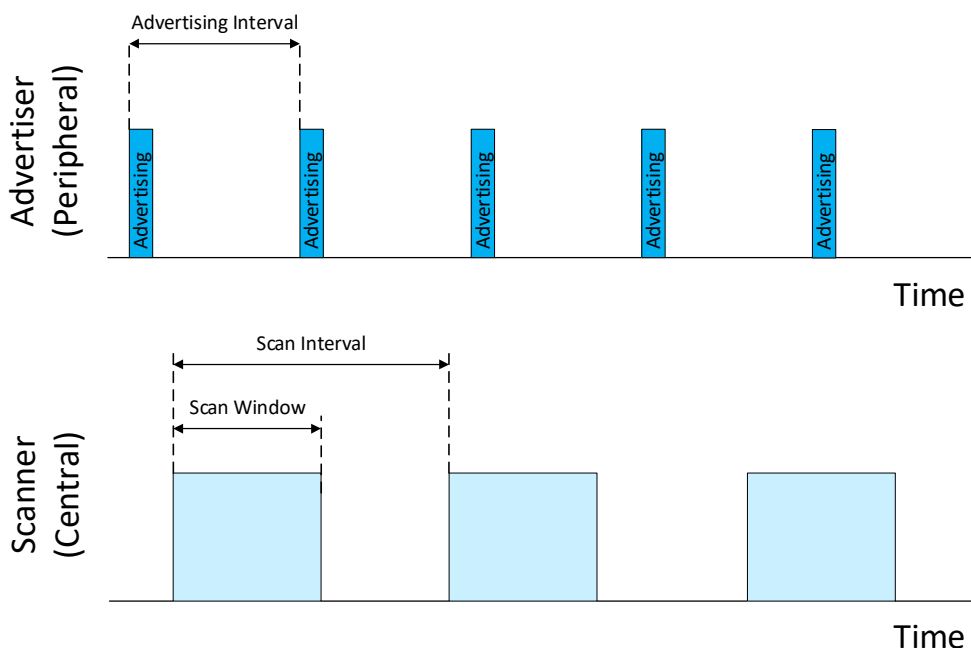 Advertising Interval
Advertiser
(Peripheral)
Advertising
Advertising
Advertising
Advertising
Advertising
Time
Scan Interval
Scan Window
Scanner
(Central)
Time